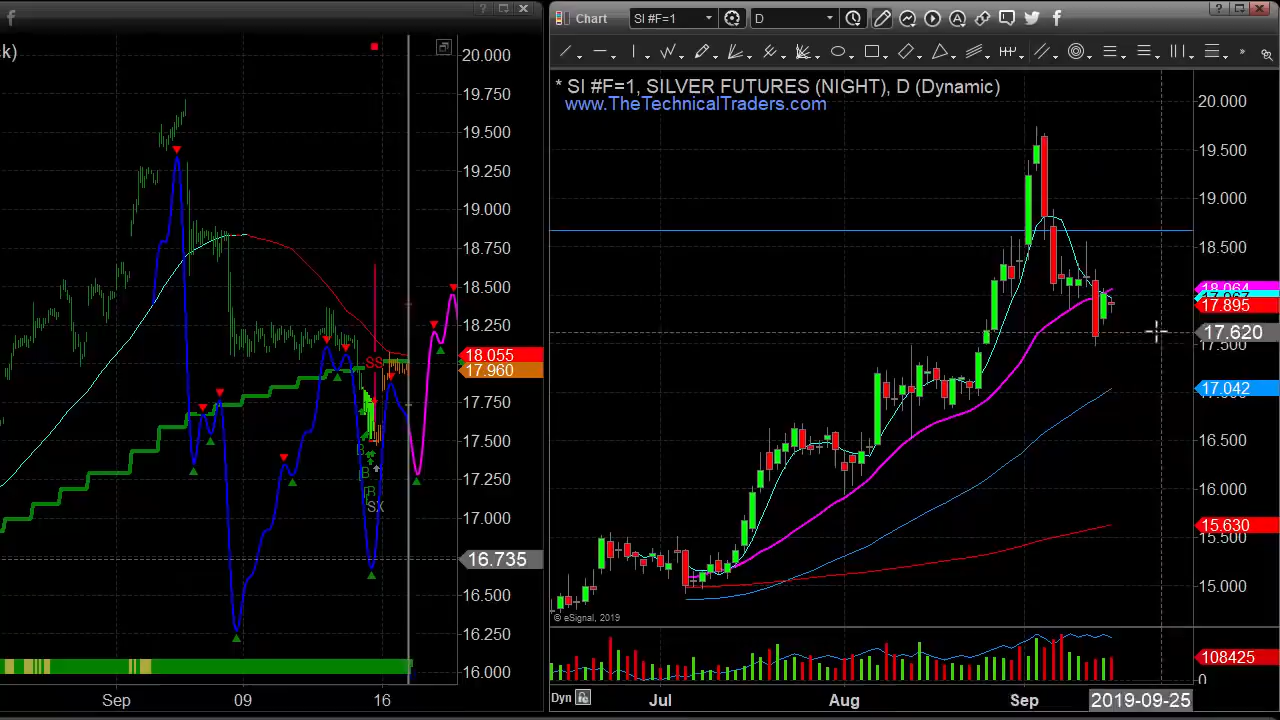 k)
20.000
19.750
19.500
19.250
19.000
18.750
18.500
18.250
18.055
17.960
17.750
17.500
17.250
17.000
16.735
16.500
16.250
16.000
SS
B
B
R
SX
Sep
09
16
Chart
SI #F=1
D
* SI #F=1, SILVER FUTURES (NIGHT), D (Dynamic)
www.TheTechnicalTraders.com
20.000
19.500
19.000
18.500
18.064
17.895
17.620
17.500
17.042
16.500
16.000
15.630
15.500
15.000
© eSignal, 2019
108425
0
Dyn
Jul
Aug
Sep
2019-09-25